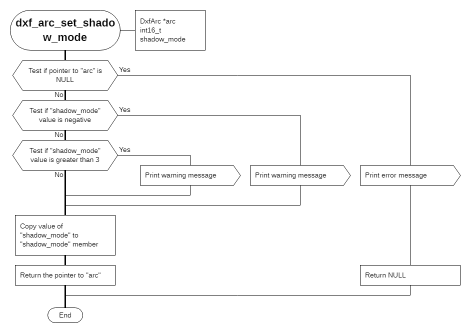 dxf_arc_set_shado
w_mode
DxfArc *arc
int16_t
shadow_mode
Test if pointer to "arc" is
NULL
Yes
No
Test if "shadow_mode"
value is negative
Yes
No
Test if "shadow_mode"
value is greater than 3
Yes
No
Print warning message
Print warning message
Print error message
Copy value of
"shadow_mode" to
"shadow_mode" member
Return the pointer to "arc"
Return NULL
End